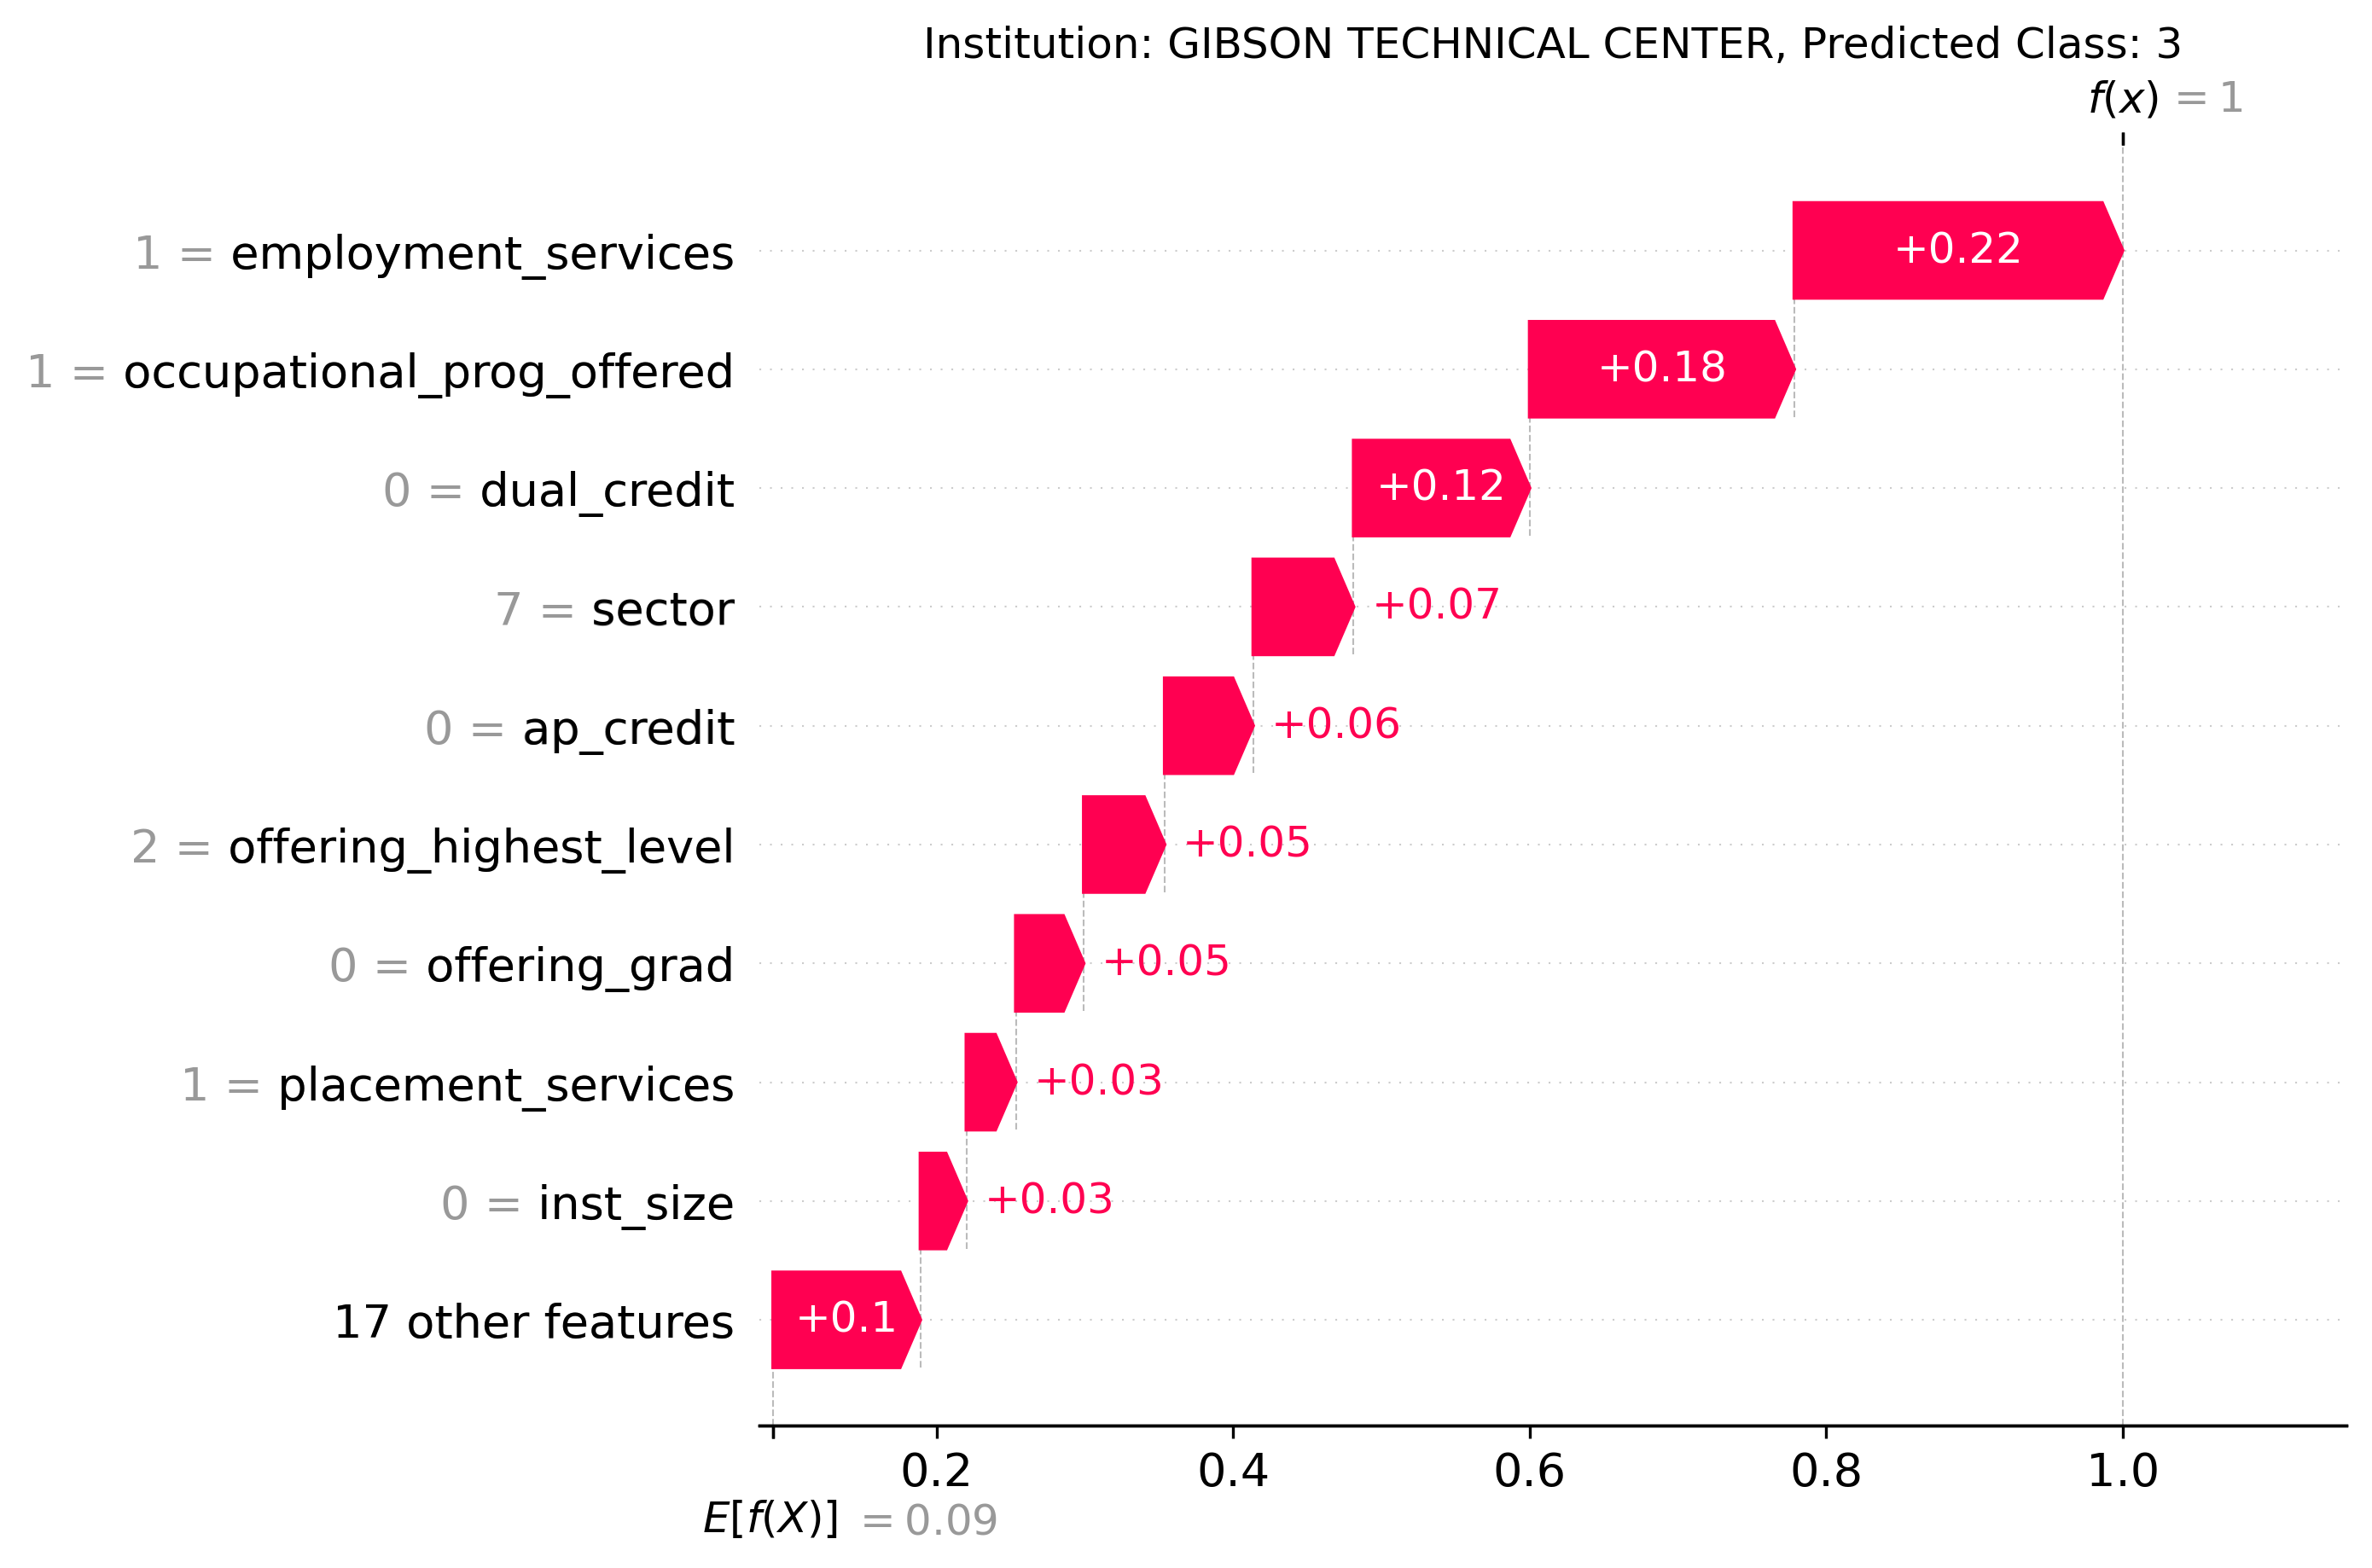 Institution: GIBSON TECHNICAL CENTER, Predicted Class: 3
f(x) = 1
1 = employment_services +0.22
1 = occupational_prog_offered +0.18
0 = dual_credit +0.12
7 = sector +0.07
0 = ap_credit +0.06
2 = offering_highest_level +0.05
0 = offering_grad +0.05
1 = placement_services +0.03
0 = inst_size +0.03
17 other features +0.1
0.2 0.4 0.6 0.8 1.0
E[f(X)] = 0.09